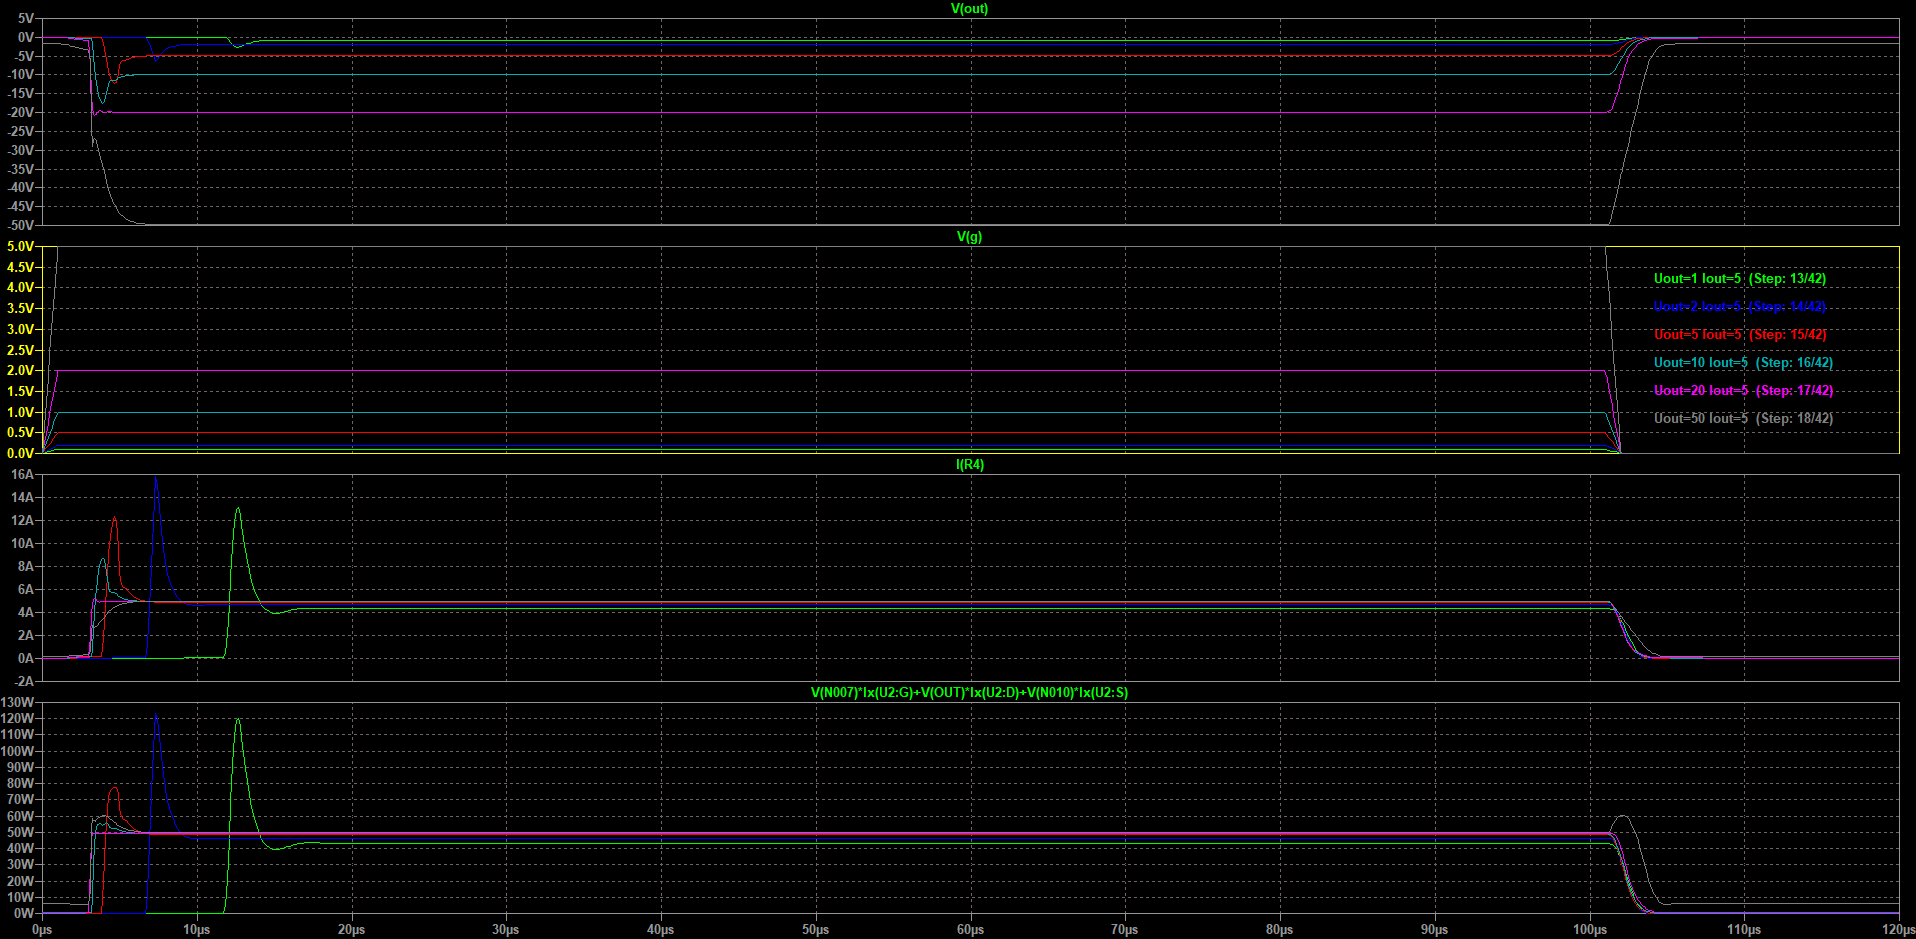 V(out)
5V
0V
-5V
-10V
-15V
-20V
-25V
-30V
-35V
-40V
-45V
-50V
V(g)
5.0V
4.5V
4.0V
3.5V
3.0V
2.5V
2.0V
1.5V
1.0V
0.5V
0.0V
Uout=1 Iout=5 (Step: 13/42)
Uout=2 Iout=5 (Step: 14/42)
Uout=5 Iout=5 (Step: 15/42)
Uout=10 Iout=5 (Step: 16/42)
Uout=20 Iout=5 (Step: 17/42)
Uout=50 Iout=5 (Step: 18/42)
I(R4)
16A
14A
12A
10A
8A
6A
4A
2A
0A
-2A
V(N007)*Ix(U2:G)+V(OUT)*Ix(U2:D)+V(N010)*Ix(U2:S)
130W
120W
110W
100W
90W
80W
70W
60W
50W
40W
30W
20W
10W
0W
0µs 10µs 20µs 30µs 40µs 50µs 60µs 70µs 80µs 90µs 100µs 110µs 120µs